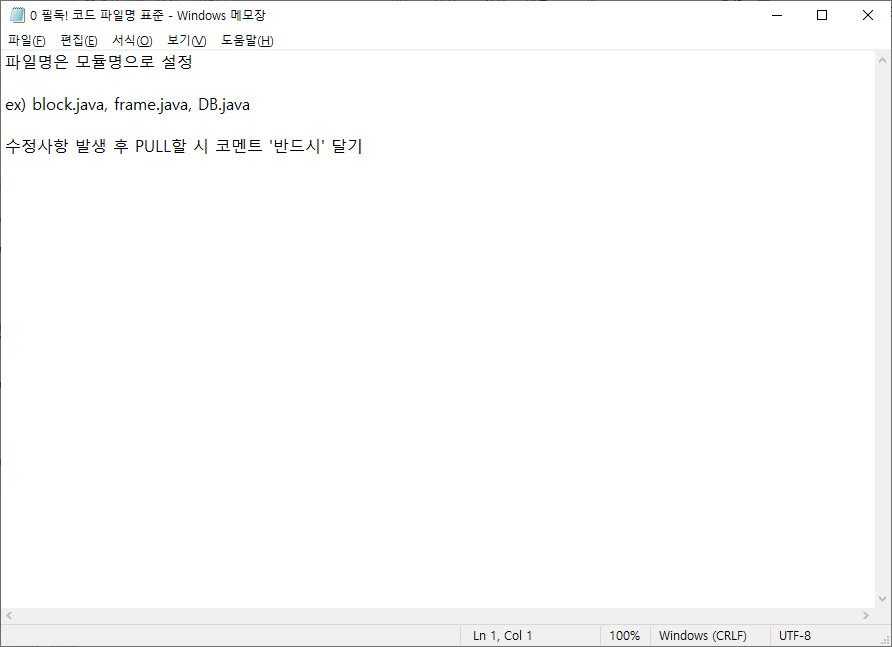 0 필독! 코드 파일명 표준 - Windows 메모장
파일(F) 편집(E) 서식(O) 보기(V) 도움말(H)
파일명은 모듈명으로 설정
ex) block.java, frame.java, DB.java
수정사항 발생 후 PULL할 시 코멘트 '반드시' 달기
Ln 1, Col 1 100% Windows (CRLF) UTF-8